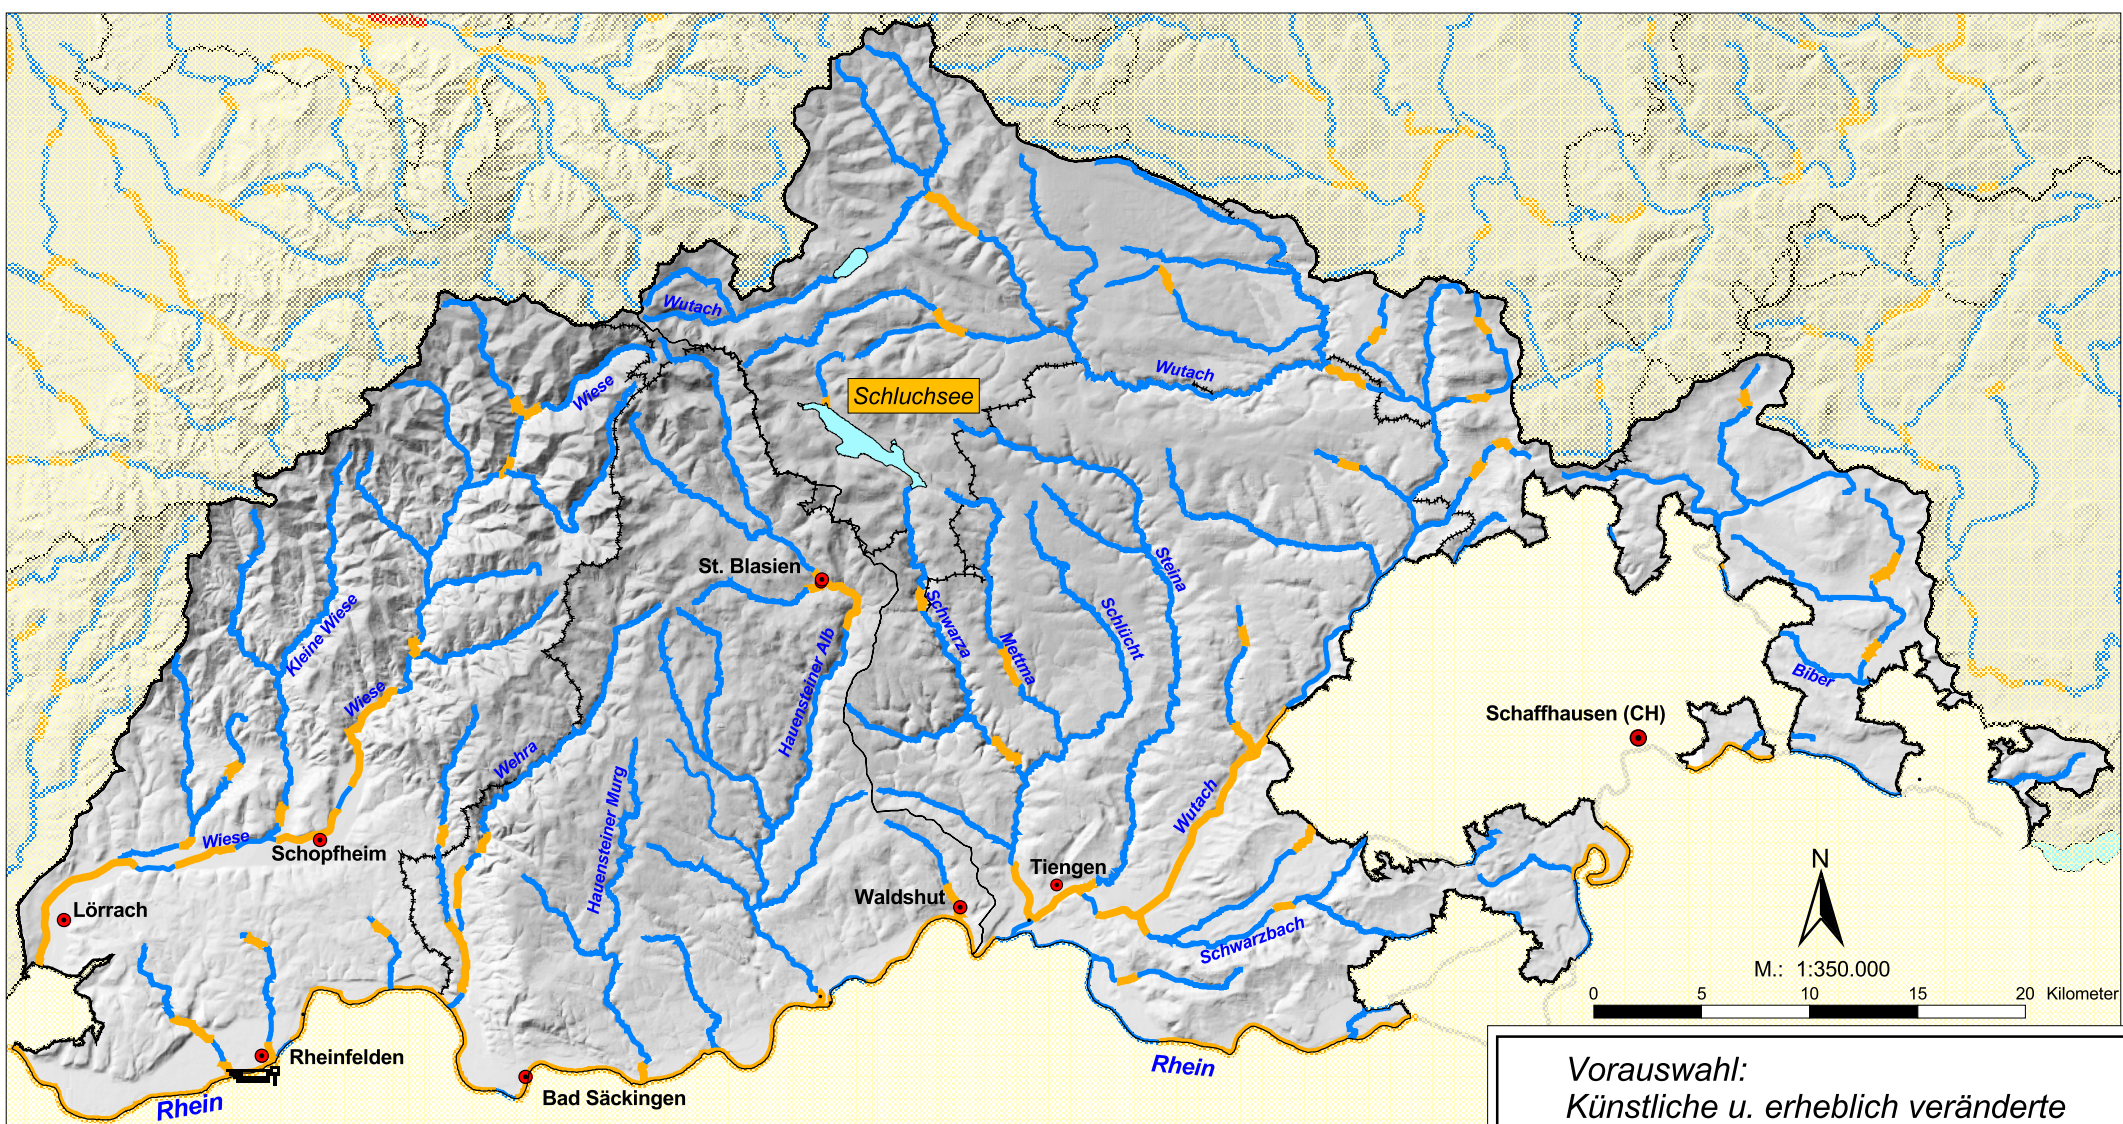 Wutach
Wiese
Schluchsee
Wutach
St. Blasien
Steina
Kleine Wiese
Schwarza
Schlücht
Mettma
Hauensteiner Alb
Wiese
Biber
Schaffhausen (CH)
Wehra
Hauensteiner Murg
Wutach
Wiese
Schopfheim
Tiengen
Waldshut
Lörrach
Schwarzbach
N
M.: 1:350.000
0 5 10 15 20 Kilometer
Rheinfelden
Rhein
Bad Säckingen
Rhein
Vorauswahl:
Künstliche u. erheblich veränderte